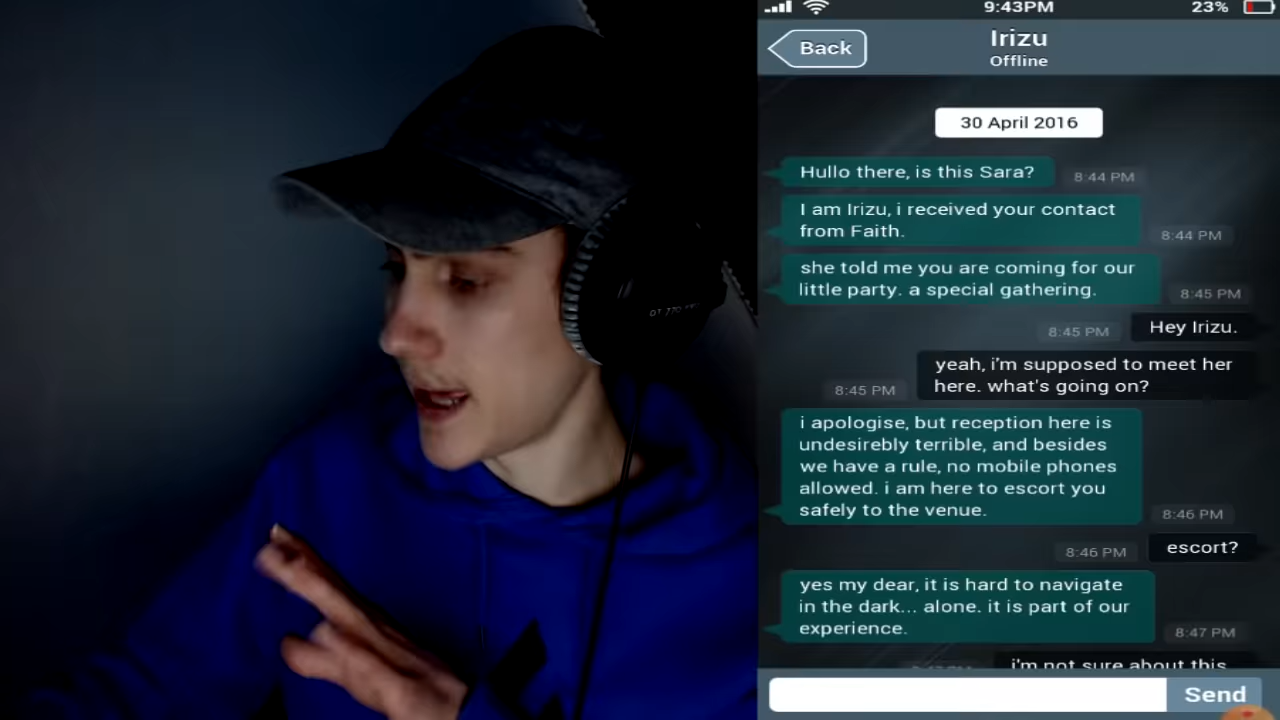 9:43PM
23%
Back
Irizu
Offline
30 April 2016
Hullo there, is this Sara?
8:44 PM
I am Irizu, i received your contact
from Faith.
8:44 PM
she told me you are coming for our
little party. a special gathering.
8:45 PM
Hey Irizu.
8:45 PM
yeah, i'm supposed to meet her
here. what's going on?
8:45 PM
i apologise, but reception here is
undesirebly terrible, and besides
we have a rule, no mobile phones
allowed. i am here to escort you
safely to the venue.
8:46 PM
escort?
8:46 PM
yes my dear, it is hard to navigate
in the dark... alone. it is part of our
experience.
8:47 PM
i'm not sure about this
Send